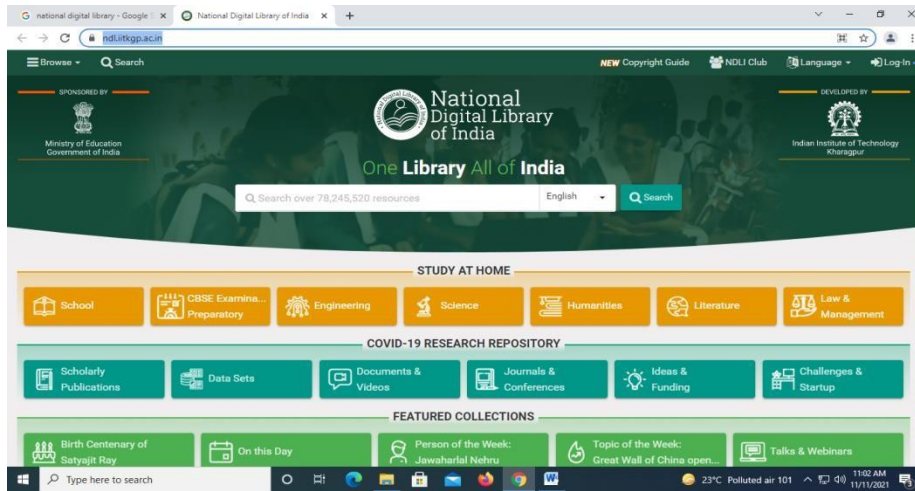 national digital library - Google
National Digital Library of India
ndl.iitkgp.ac.in
Browse
Search
NEW Copyright Guide
NDLI Club
Language
Log-In
SPONSORED BY
Ministry of Education
Government of India
National
Digital Library
of India
DEVELOPED BY
Indian Institute of Technology
Kharagpur
One Library All of India
Search over 78,245,520 resources
English
Search
STUDY AT HOME
School
CBSE Examina...
Preparatory
Engineering
Science
Humanities
Literature
Law &
Management
COVID-19 RESEARCH REPOSITORY
Scholarly
Publications
Data Sets
Documents &
Videos
Journals &
Conferences
Ideas &
Funding
Challenges &
Startup
FEATURED COLLECTIONS
Birth Centenary of
Satyajit Ray
On this Day
Person of the Week:
Jawaharlal Nehru
Topic of the Week:
Great Wall of China open...
Talks & Webinars
Type here to search
23°C Polluted air 101
11:02 AM
11/11/2021